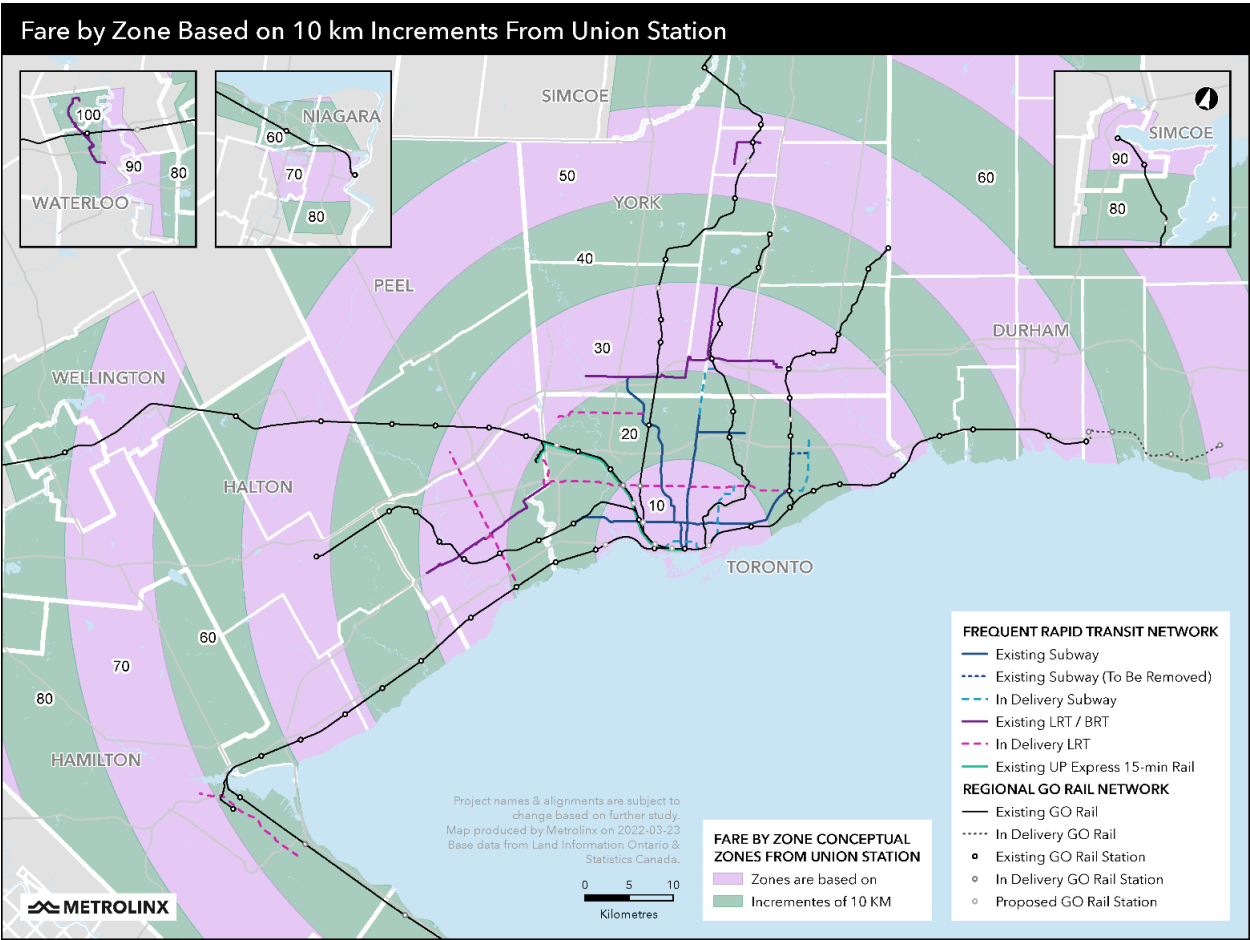 Fare by Zone Based on 10 km Increments From Union Station
100
90
80
WATERLOO
NIAGARA
60
70
80
SIMCOE
SIMCOE
90
80
50
60
YORK
40
PEEL
30
DURHAM
WELLINGTON
20
HALTON
10
TORONTO
60
70
80
HAMILTON
Project names & alignments are subject to
change based on further study.
Map produced by Metrolinx on 2022-03-23
Base data from Land Information Ontario &
Statistics Canada.
0 5 10
Kilometres
METROLINX
FARE BY ZONE CONCEPTUAL
ZONES FROM UNION STATION
Zones are based on
Incrementes of 10 KM
FREQUENT RAPID TRANSIT NETWORK
Existing Subway
Existing Subway (To Be Removed)
In Delivery Subway
Existing LRT / BRT
In Delivery LRT
Existing UP Express 15-min Rail
REGIONAL GO RAIL NETWORK
Existing GO Rail
In Delivery GO Rail
Existing GO Rail Station
In Delivery GO Rail Station
Proposed GO Rail Station